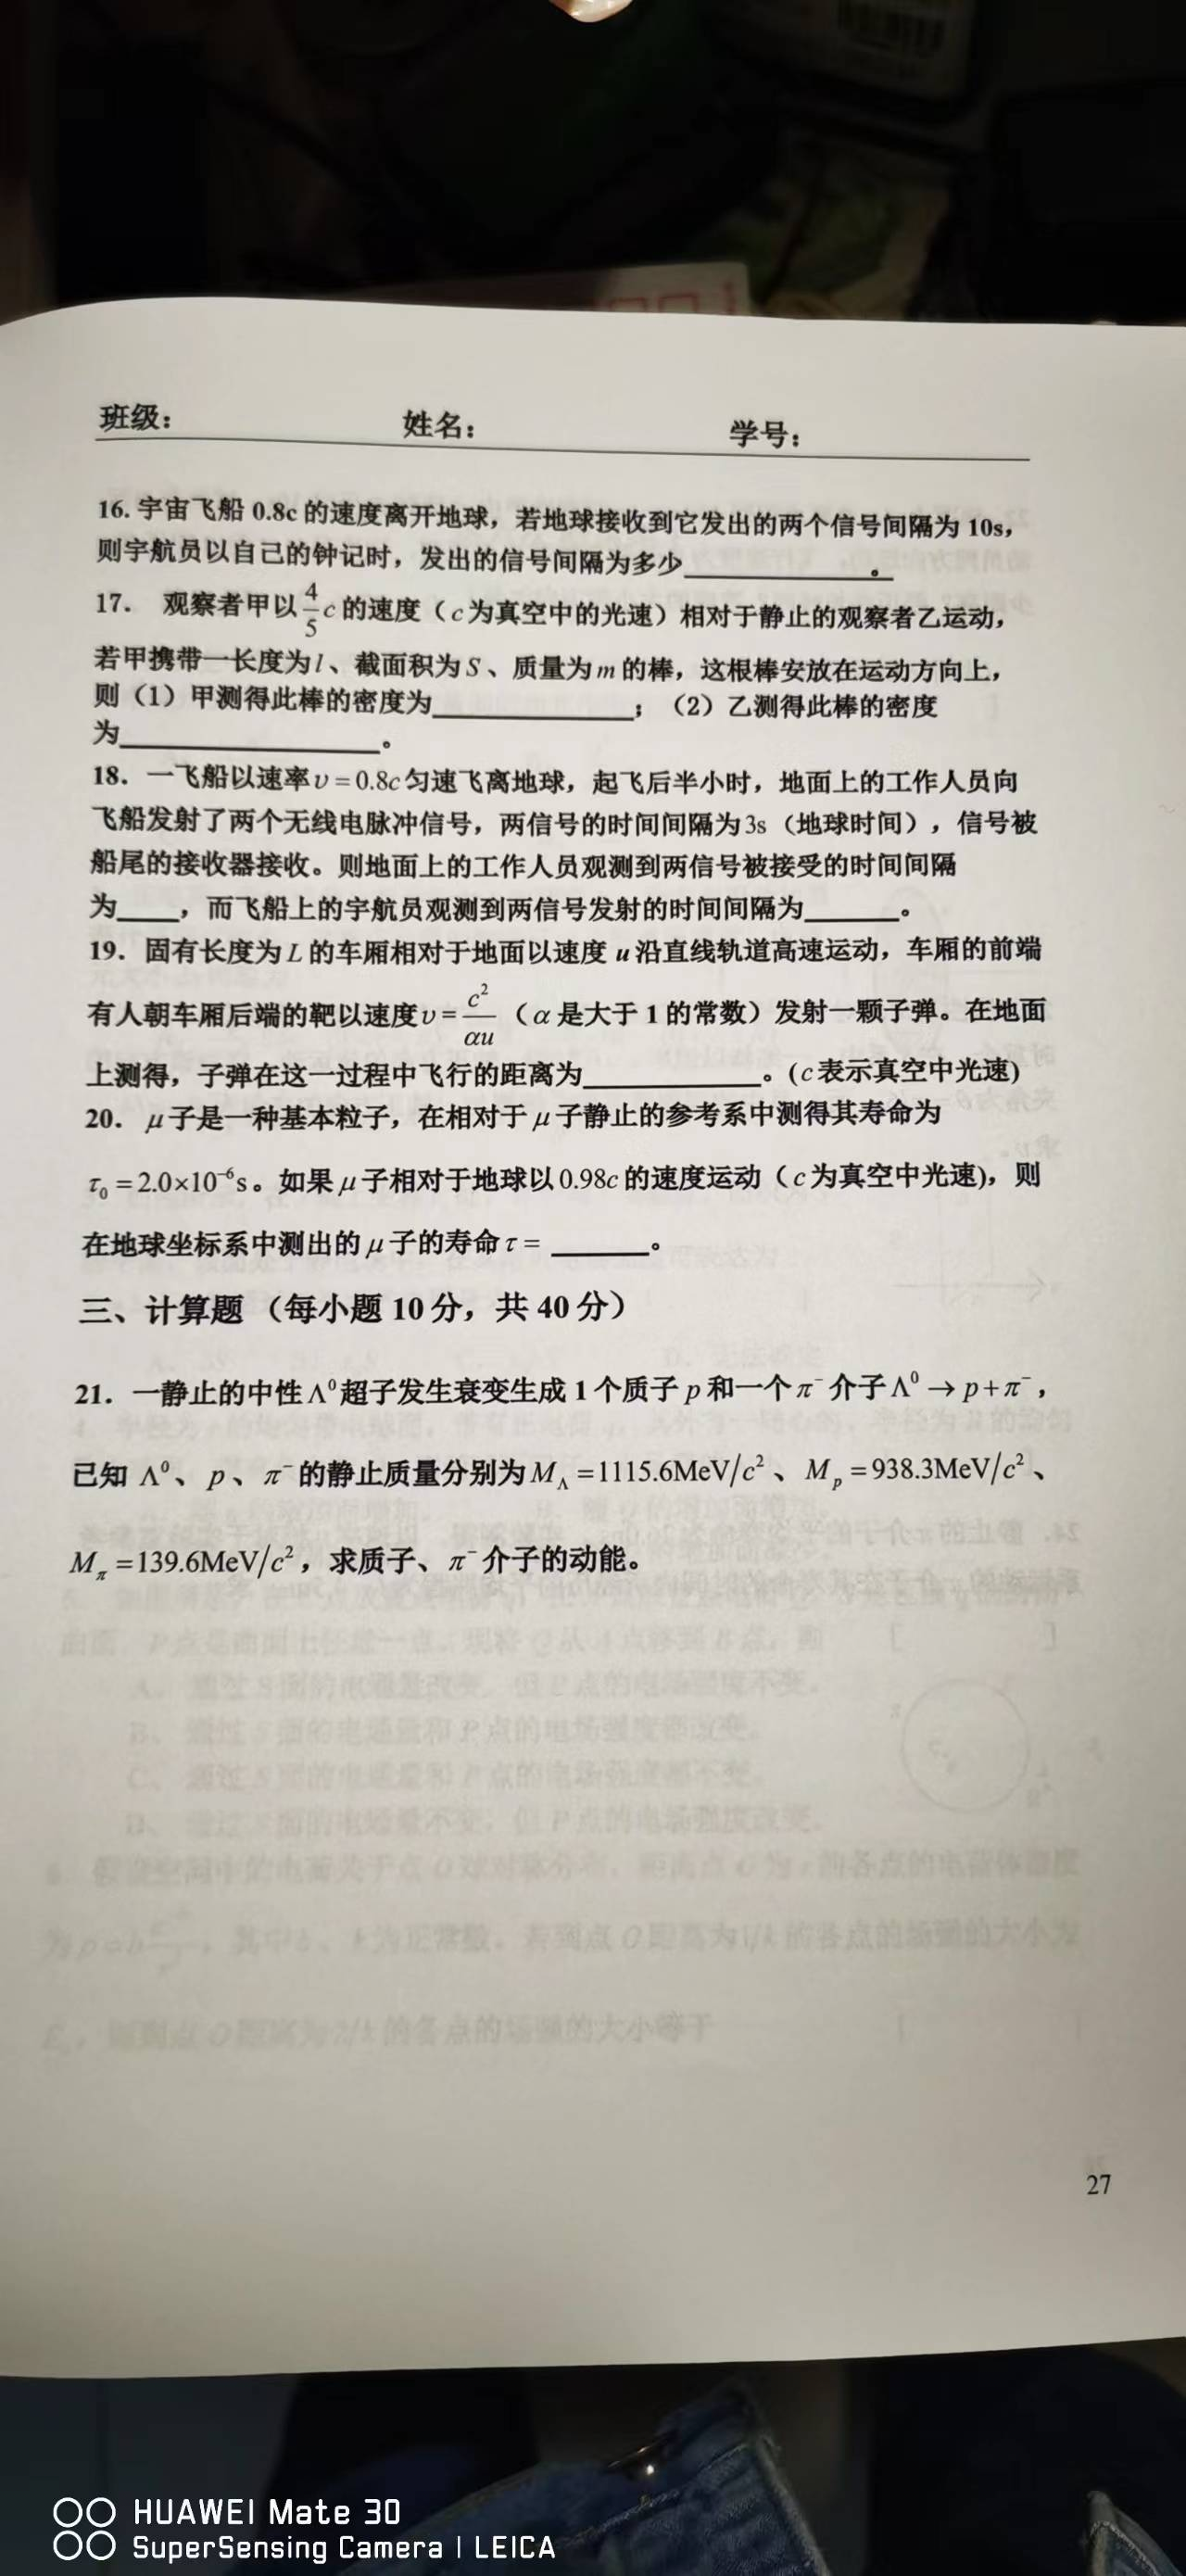 班级： 姓名： 学号：
16. 宇宙飞船 0.8c 的速度离开地球，若地球接收到它发出的两个信号间隔为 10s，
则宇航员以自己的钟记时，发出的信号间隔为多少____________。
17. 观察者甲以 4/5 c 的速度（c 为真空中的光速）相对于静止的观察者乙运动，
若甲携带一长度为 l、截面积为 S、质量为 m 的棒，这根棒安放在运动方向上，
则（1）甲测得此棒的密度为____________；（2）乙测得此棒的密度
为____________。
18. 一飞船以速率 υ = 0.8c 匀速飞离地球，起飞后半小时，地面上的工作人员向
飞船发射了两个无线电脉冲信号，两信号的时间间隔为 3s（地球时间），信号被
船尾的接收器接收。则地面上的工作人员观测到两信号被接受的时间间隔
为____，而飞船上的宇航员观测到两信号发射的时间间隔为______。
19. 固有长度为 L 的车厢相对于地面以速度 u 沿直线轨道高速运动，车厢的前端
有人朝车厢后端的靶以速度 υ = c²/αu （α 是大于 1 的常数）发射一颗子弹。在地面
上测得，子弹在这一过程中飞行的距离为____________。(c 表示真空中光速)
20. μ 子是一种基本粒子，在相对于 μ 子静止的参考系中测得其寿命为
τ₀ = 2.0×10⁻⁶s。如果 μ 子相对于地球以 0.98c 的速度运动（c 为真空中光速)，则
在地球坐标系中测出的 μ 子的寿命 τ = ______。
三、计算题（每小题 10 分，共 40 分）
21. 一静止的中性 Λ⁰ 超子发生衰变生成 1 个质子 p 和一个 π⁻ 介子 Λ⁰ → p + π⁻，
已知 Λ⁰、p、π⁻ 的静止质量分别为 M_Λ = 1115.6MeV/c²、M_p = 938.3MeV/c²、
M_π = 139.6MeV/c²，求质子、π⁻ 介子的动能。
27
HUAWEI Mate 30
SuperSensing Camera | LEICA